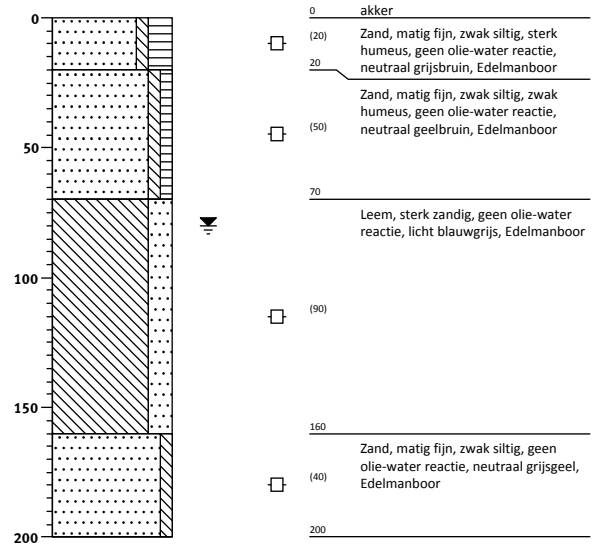 0
50
100
150
200
0 akker
(20) Zand, matig fijn, zwak siltig, sterk
humeus, geen olie-water reactie,
neutraal grijsbruin, Edelmanboor
20
Zand, matig fijn, zwak siltig, zwak
humeus, geen olie-water reactie,
(50) neutraal geelbruin, Edelmanboor
70
Leem, sterk zandig, geen olie-water
reactie, licht blauwgrijs, Edelmanboor
(90)
160
Zand, matig fijn, zwak siltig, geen
olie-water reactie, neutraal grijsgeel,
(40) Edelmanboor
200